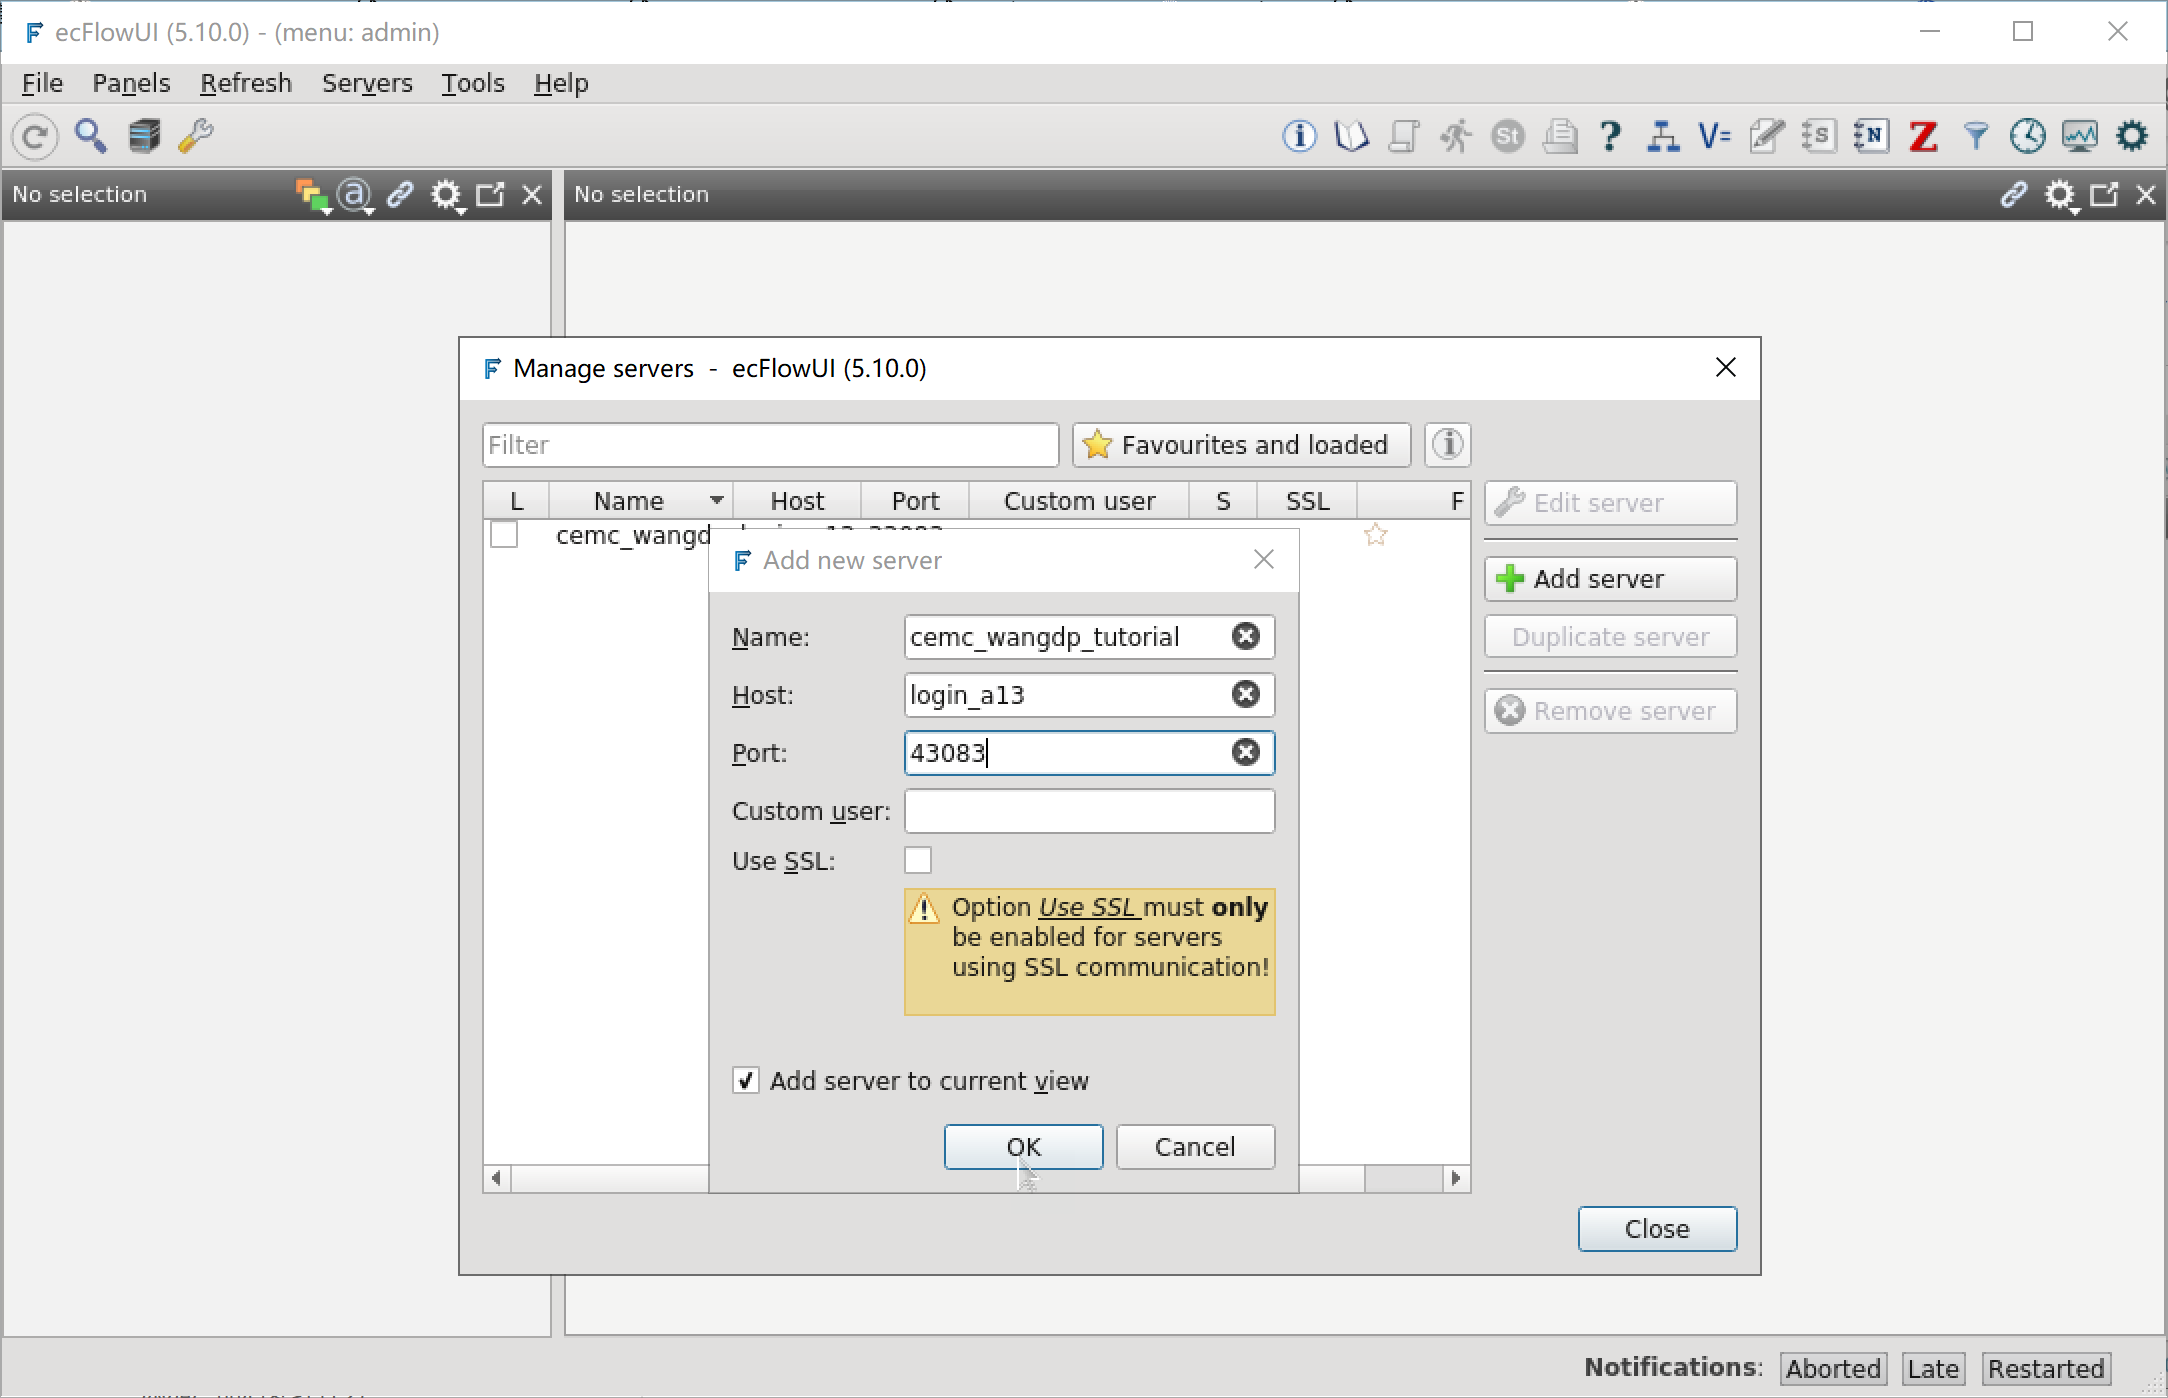 ecFlowUI (5.10.0) - (menu: admin)
File Panels Refresh Servers Tools Help
St V= S N Z
No selection
a
No selection
Manage servers - ecFlowUI (5.10.0)
Filter
Favourites and loaded
L Name Host Port Custom user S SSL F
Edit server
cemc_wangd
Add new server
Add server
Name: cemc_wangdp_tutorial
Duplicate server
Host: login_a13
Remove server
Port: 43083
Custom user:
Use SSL:
Option Use SSL must only
be enabled for servers
using SSL communication!
Add server to current view
OK Cancel
Close
Notifications: Aborted Late Restarted